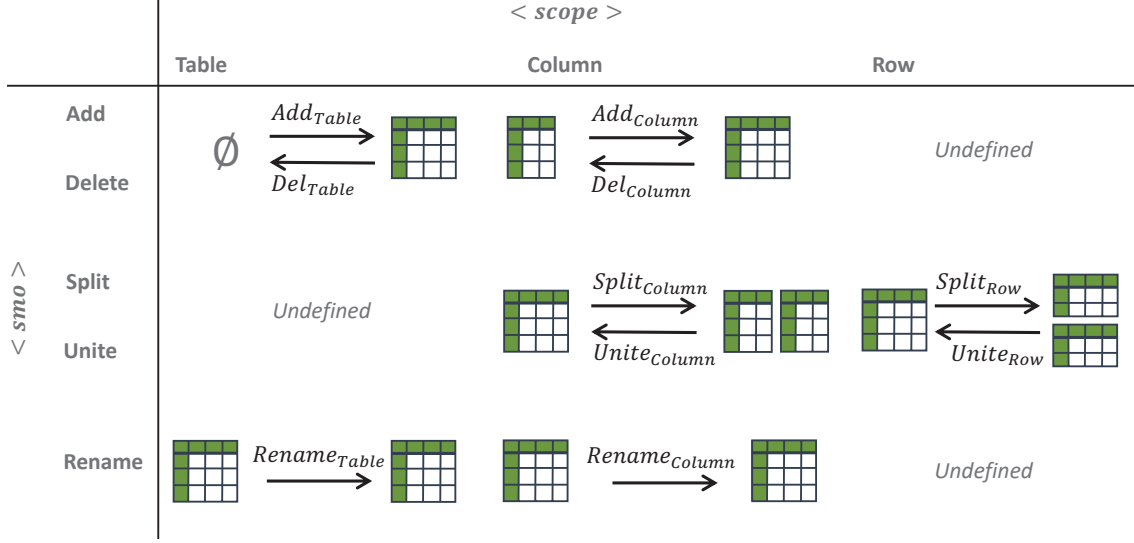 < scope >
Table Column Row
Add
Delete
∅
Add_Table
Del_Table
Add_Column
Del_Column
Undefined
< smo >
Split
Unite
Undefined
Split_Column
Unite_Column
Split_Row
Unite_Row
Rename
Rename_Table
Rename_Column
Undefined